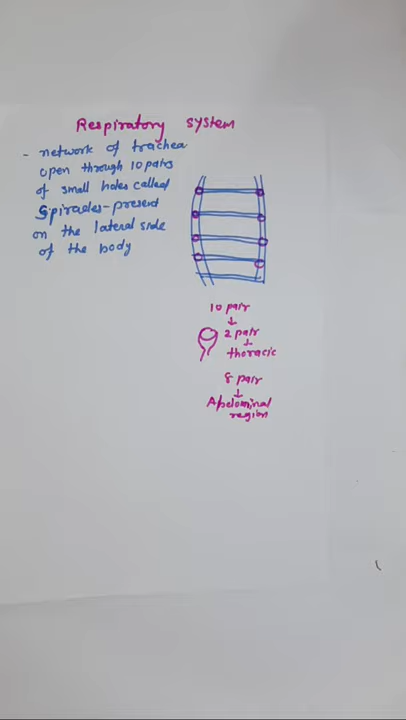 Respiratory system
- network of trachea
open through 10 pairs
of small holes called
Spiracles - present
on the lateral side
of the body
10 pair
↓
2 pair
↓
thoracic
8 pair
↓
Abdominal
region